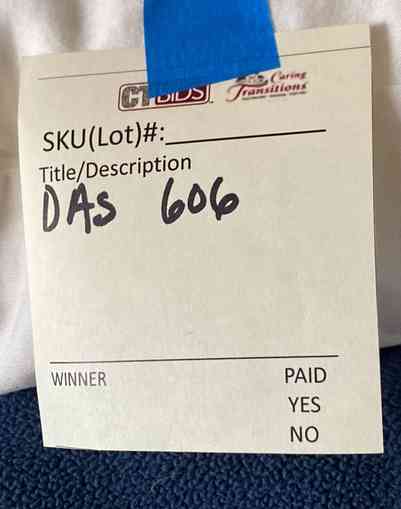 CTBIDS
Caring
Transitions
SKU(Lot)#:
Title/Description
DAs 606
WINNER
PAID
YES
NO